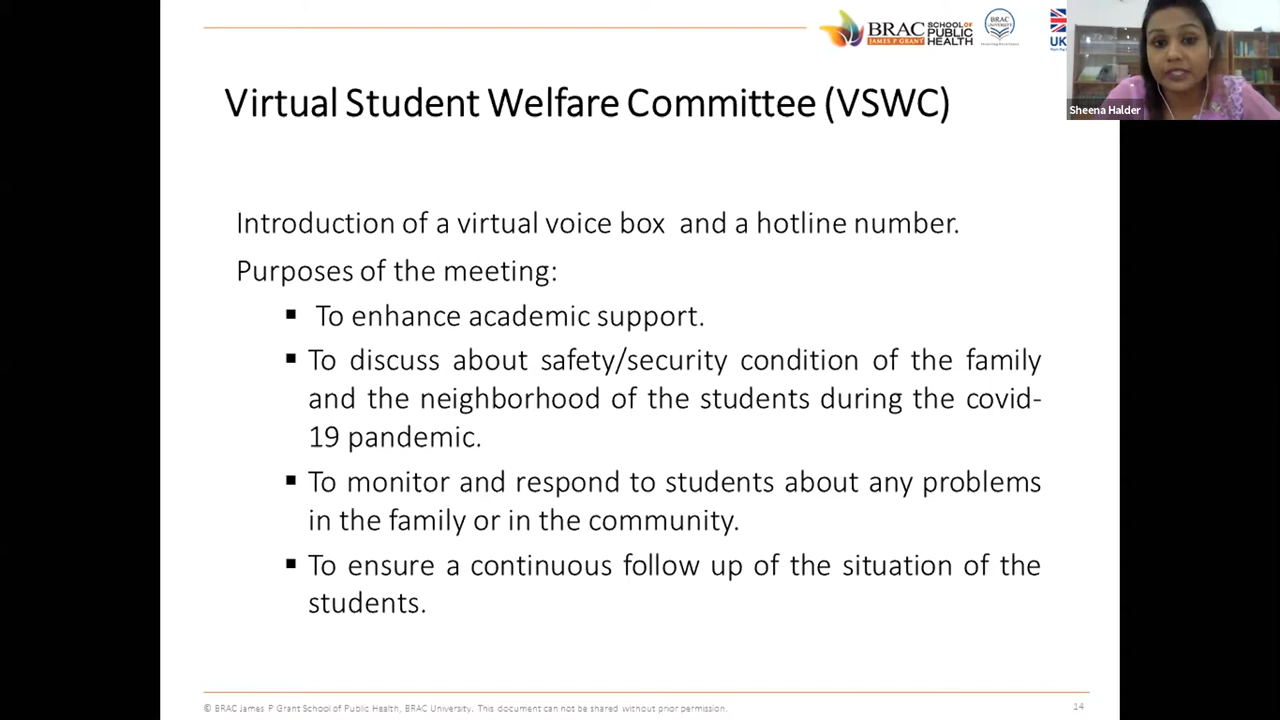 BRAC
JAMES P GRANT
SCHOOL OF
PUBLIC
HEALTH
BRAC
UNIVERSITY
UK
Sheena Halder
Virtual Student Welfare Committee (VSWC)
Introduction of a virtual voice box and a hotline number.
Purposes of the meeting:
▪ To enhance academic support.
▪ To discuss about safety/security condition of the family
and the neighborhood of the students during the covid-
19 pandemic.
▪ To monitor and respond to students about any problems
in the family or in the community.
▪ To ensure a continuous follow up of the situation of the
students.
© BRAC James P Grant School of Public Health, BRAC University. This document can not be shared without prior permission.
14